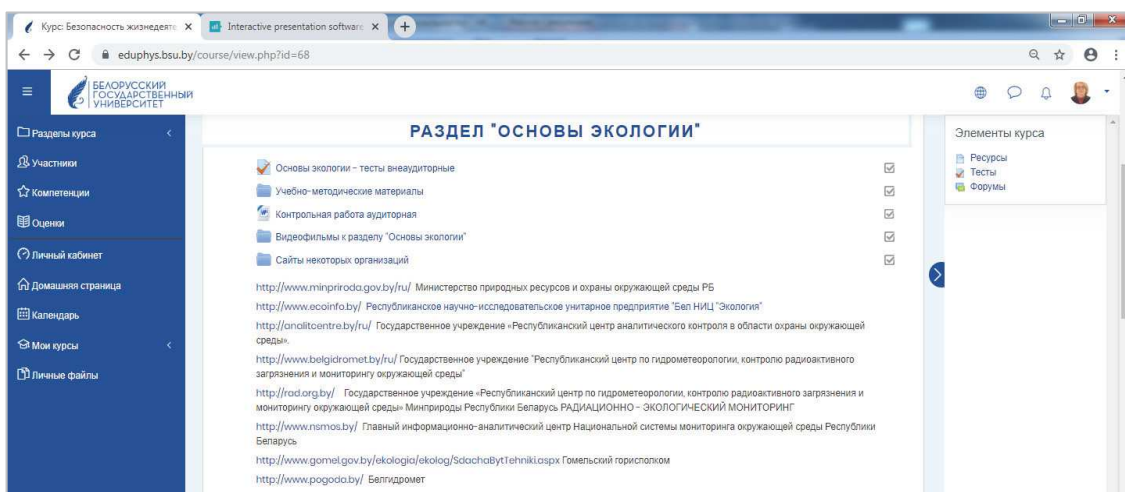 Курс: Безопасность жизнедеяте
Interactive presentation software
eduphys.bsu.by/course/view.php?id=68
БЕЛОРУССКИЙ
ГОСУДАРСТВЕННЫЙ
УНИВЕРСИТЕТ
Разделы курса
Участники
Компетенции
Оценки
Личный кабинет
Домашняя страница
Календарь
Мои курсы
Личные файлы
РАЗДЕЛ "ОСНОВЫ ЭКОЛОГИИ"
Основы экологии - тесты внеаудиторные
Учебно-методические материалы
Контрольная работа аудиторная
Видеофильмы к разделу "Основы экологии"
Сайты некоторых организаций
http://www.minpriroda.gov.by/ru/ Министерство природных ресурсов и охраны окружающей среды РБ
http://www.ecoinfo.by/ Республиканское научно-исследовательское унитарное предприятие "Бел НИЦ "Экология"
http://analitcentre.by/ru/ Государственное учреждение «Республиканский центр аналитического контроля в области охраны окружающей
среды».
http://www.belgidromet.by/ru/ Государственное учреждение "Республиканский центр по гидрометеорологии, контролю радиоактивного
загрязнения и мониторингу окружающей среды"
http://rad.org.by/ Государственное учреждение «Республиканский центр по гидрометеорологии, контролю радиоактивного загрязнения и
мониторингу окружающей среды» Минприроды Республики Беларусь РАДИАЦИОННО - ЭКОЛОГИЧЕСКИЙ МОНИТОРИНГ
http://www.nsmos.by/ Главный информационно-аналитический центр Национальной системы мониторинга окружающей среды Республики
Беларусь
http://www.gomel.gov.by/ekologia/ekolog/SdachaBytTehniki.aspx Гомельский горисполком
http://www.pogoda.by/ Белгидромет
Элементы курса
Ресурсы
Тесты
Форумы